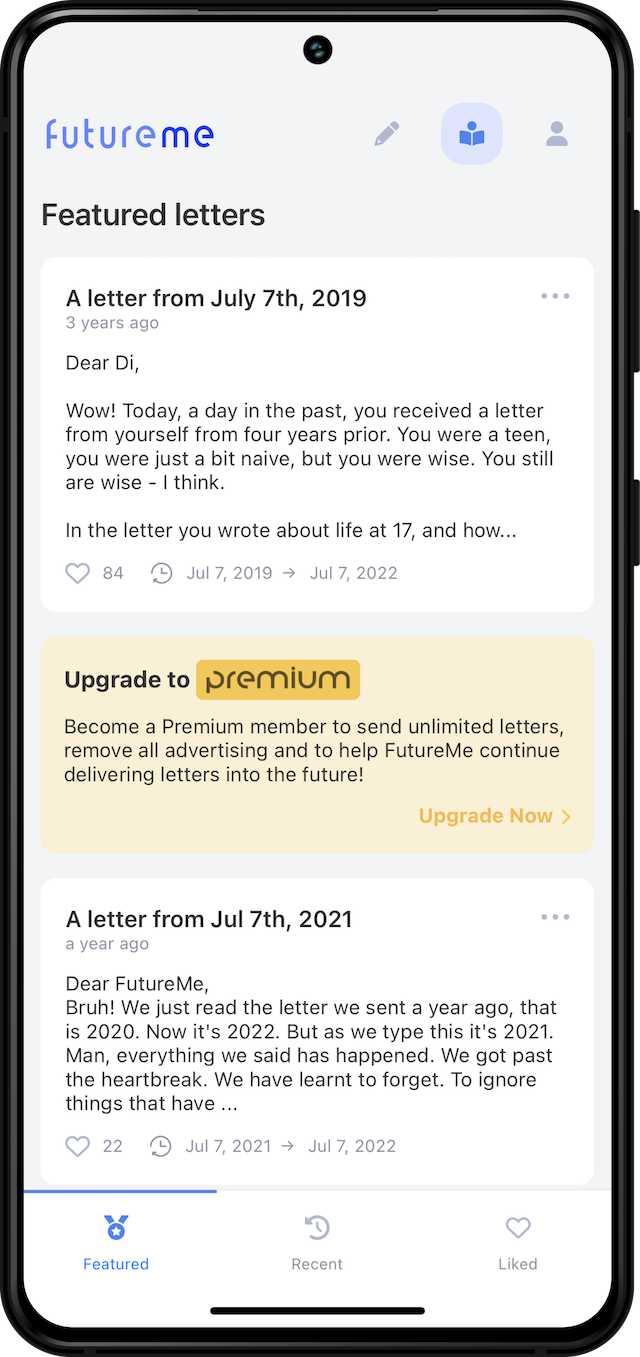 futureme
Featured letters
A letter from July 7th, 2019
3 years ago
Dear Di,
Wow! Today, a day in the past, you received a letter
from yourself from four years prior. You were a teen,
you were just a bit naive, but you were wise. You still
are wise - I think.
In the letter you wrote about life at 17, and how...
84 Jul 7, 2019 → Jul 7, 2022
Upgrade to premium
Become a Premium member to send unlimited letters,
remove all advertising and to help FutureMe continue
delivering letters into the future!
Upgrade Now >
A letter from Jul 7th, 2021
a year ago
Dear FutureMe,
Bruh! We just read the letter we sent a year ago, that
is 2020. Now it's 2022. But as we type this it's 2021.
Man, everything we said has happened. We got past
the heartbreak. We have learnt to forget. To ignore
things that have ...
22 Jul 7, 2021 → Jul 7, 2022
Featured Recent Liked